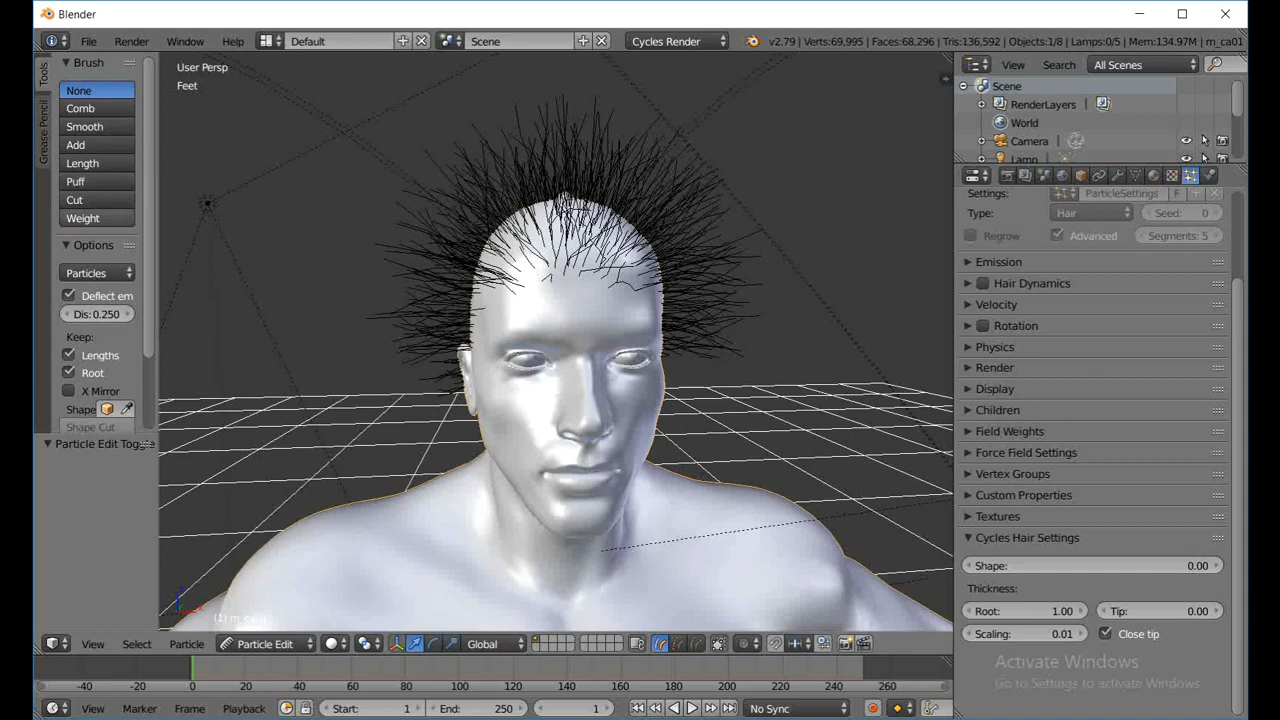 Blender
File Render Window Help Default Scene Cycles Render v2.79 | Verts:69,995 | Faces:68,296 | Tris:136,592 | Objects:1/8 | Lamps:0/5 | Mem:134.97M | m_ca01
Tools
Grease Pencil
Brush
None
Comb
Smooth
Add
Length
Puff
Cut
Weight
Options
Particles
Deflect em
Dis: 0.250
Keep:
Lengths
Root
X Mirror
Shape
Shape Cut
Particle Edit Toggle
User Persp
Feet
View Search All Scenes
Scene
RenderLayers
World
Camera
Lamp
Settings: ParticleSettings F
Type: Hair Seed: 0
Regrow Advanced Segments: 5
Emission
Hair Dynamics
Velocity
Rotation
Physics
Render
Display
Children
Field Weights
Force Field Settings
Vertex Groups
Custom Properties
Textures
Cycles Hair Settings
Shape: 0.00
Thickness:
Root: 1.00 Tip: 0.00
Scaling: 0.01 Close tip
Activate Windows
Go to Settings to activate Windows
View Select Particle Particle Edit Global
-40 -20 0 20 40 60 80 100 120 140 160 180 200 220 240 260
View Marker Frame Playback Start: 1 End: 250 1 No Sync